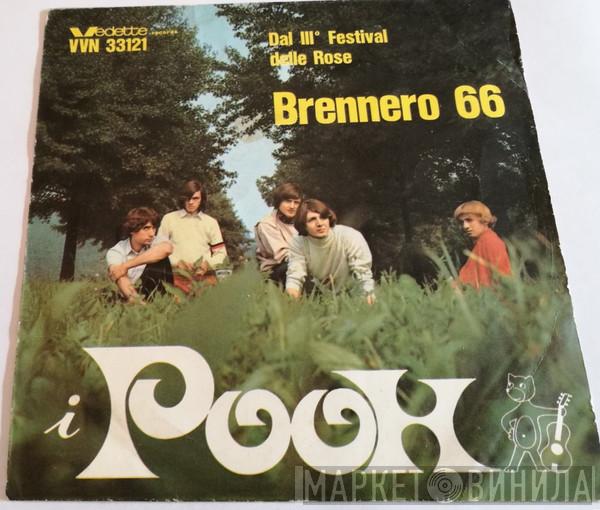 Vedette records
VVN 33121
Dal III° Festival
delle Rose
Brennero 66
i POOH
МАРКЕТ ВИНИЛА